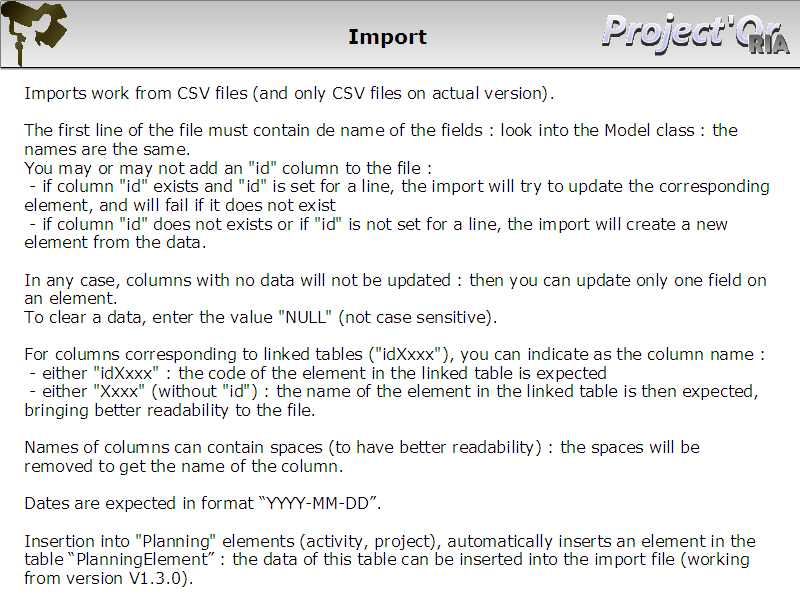 Import
Project'Or
RIA
Imports work from CSV files (and only CSV files on actual version).
The first line of the file must contain de name of the fields : look into the Model class : the
names are the same.
You may or may not add an "id" column to the file :
- if column "id" exists and "id" is set for a line, the import will try to update the corresponding
element, and will fail if it does not exist
- if column "id" does not exists or if "id" is not set for a line, the import will create a new
element from the data.
In any case, columns with no data will not be updated : then you can update only one field on
an element.
To clear a data, enter the value "NULL" (not case sensitive).
For columns corresponding to linked tables ("idXxxx"), you can indicate as the column name :
- either "idXxxx" : the code of the element in the linked table is expected
- either "Xxxx" (without "id") : the name of the element in the linked table is then expected,
bringing better readability to the file.
Names of columns can contain spaces (to have better readability) : the spaces will be
removed to get the name of the column.
Dates are expected in format “YYYY-MM-DD”.
Insertion into "Planning" elements (activity, project), automatically inserts an element in the
table “PlanningElement” : the data of this table can be inserted into the import file (working
from version V1.3.0).